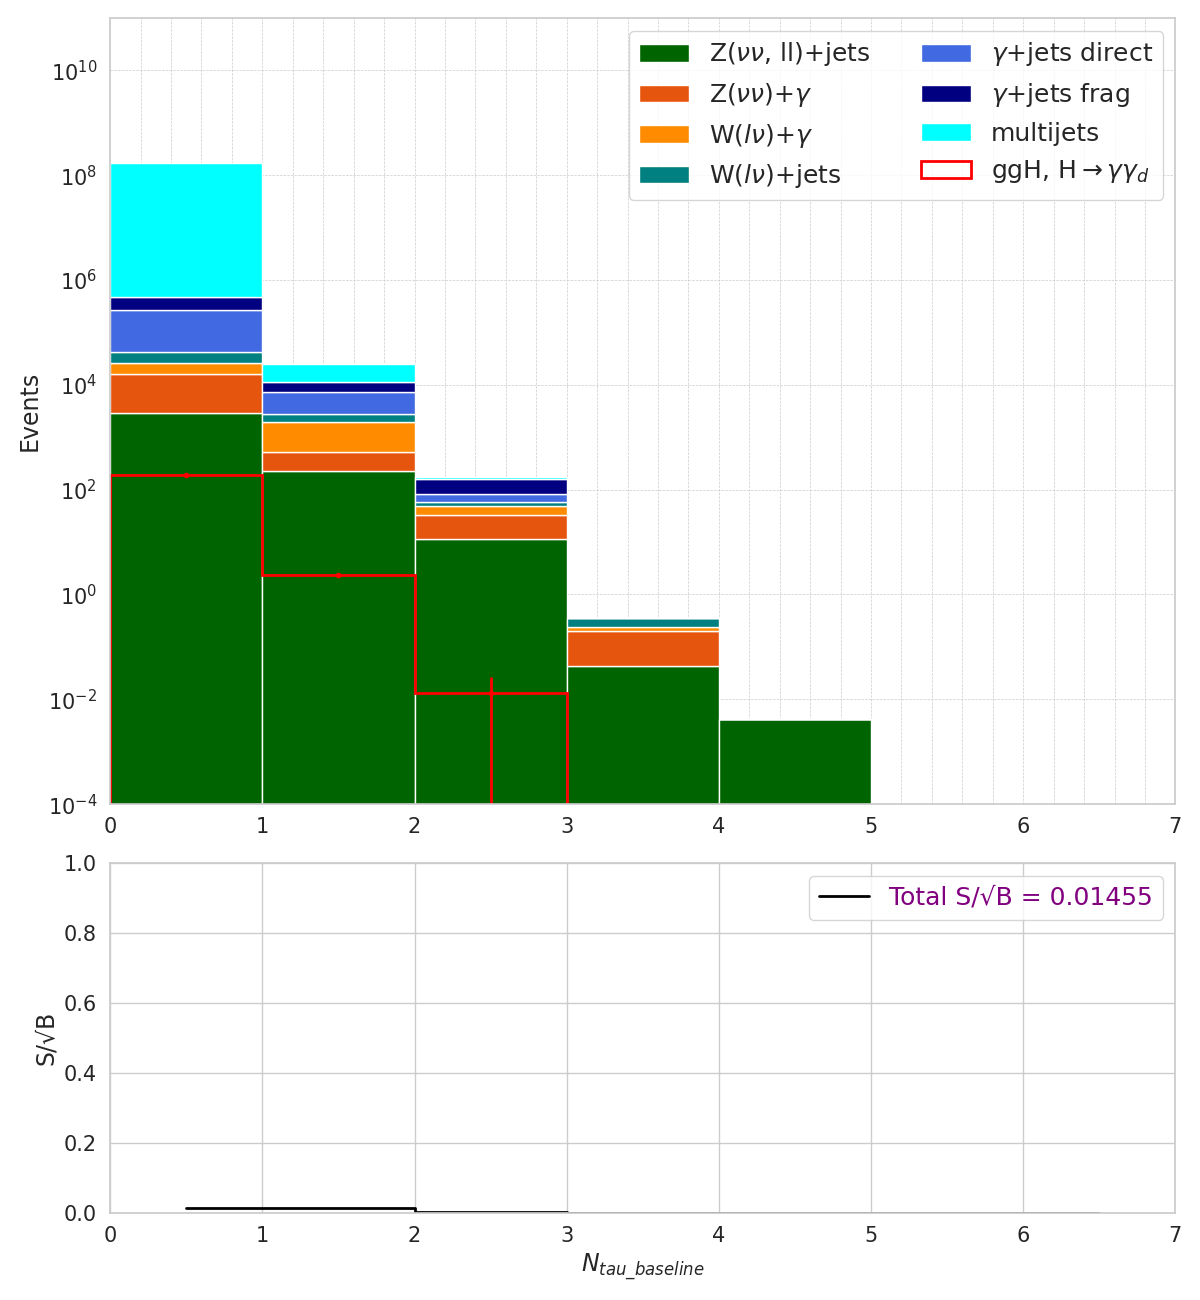 Z(νν, ll)+jets
Z(νν)+γ
W(lν)+γ
W(lν)+jets
γ+jets direct
γ+jets frag
multijets
ggH, H→γγ_d
Events
10^10
10^8
10^6
10^4
10^2
10^0
10^−2
10^−4
0 1 2 3 4 5 6 7
Total S/√B = 0.01455
S/√B
1.0
0.8
0.6
0.4
0.2
0.0
0 1 2 3 4 5 6 7
N_tau_baseline